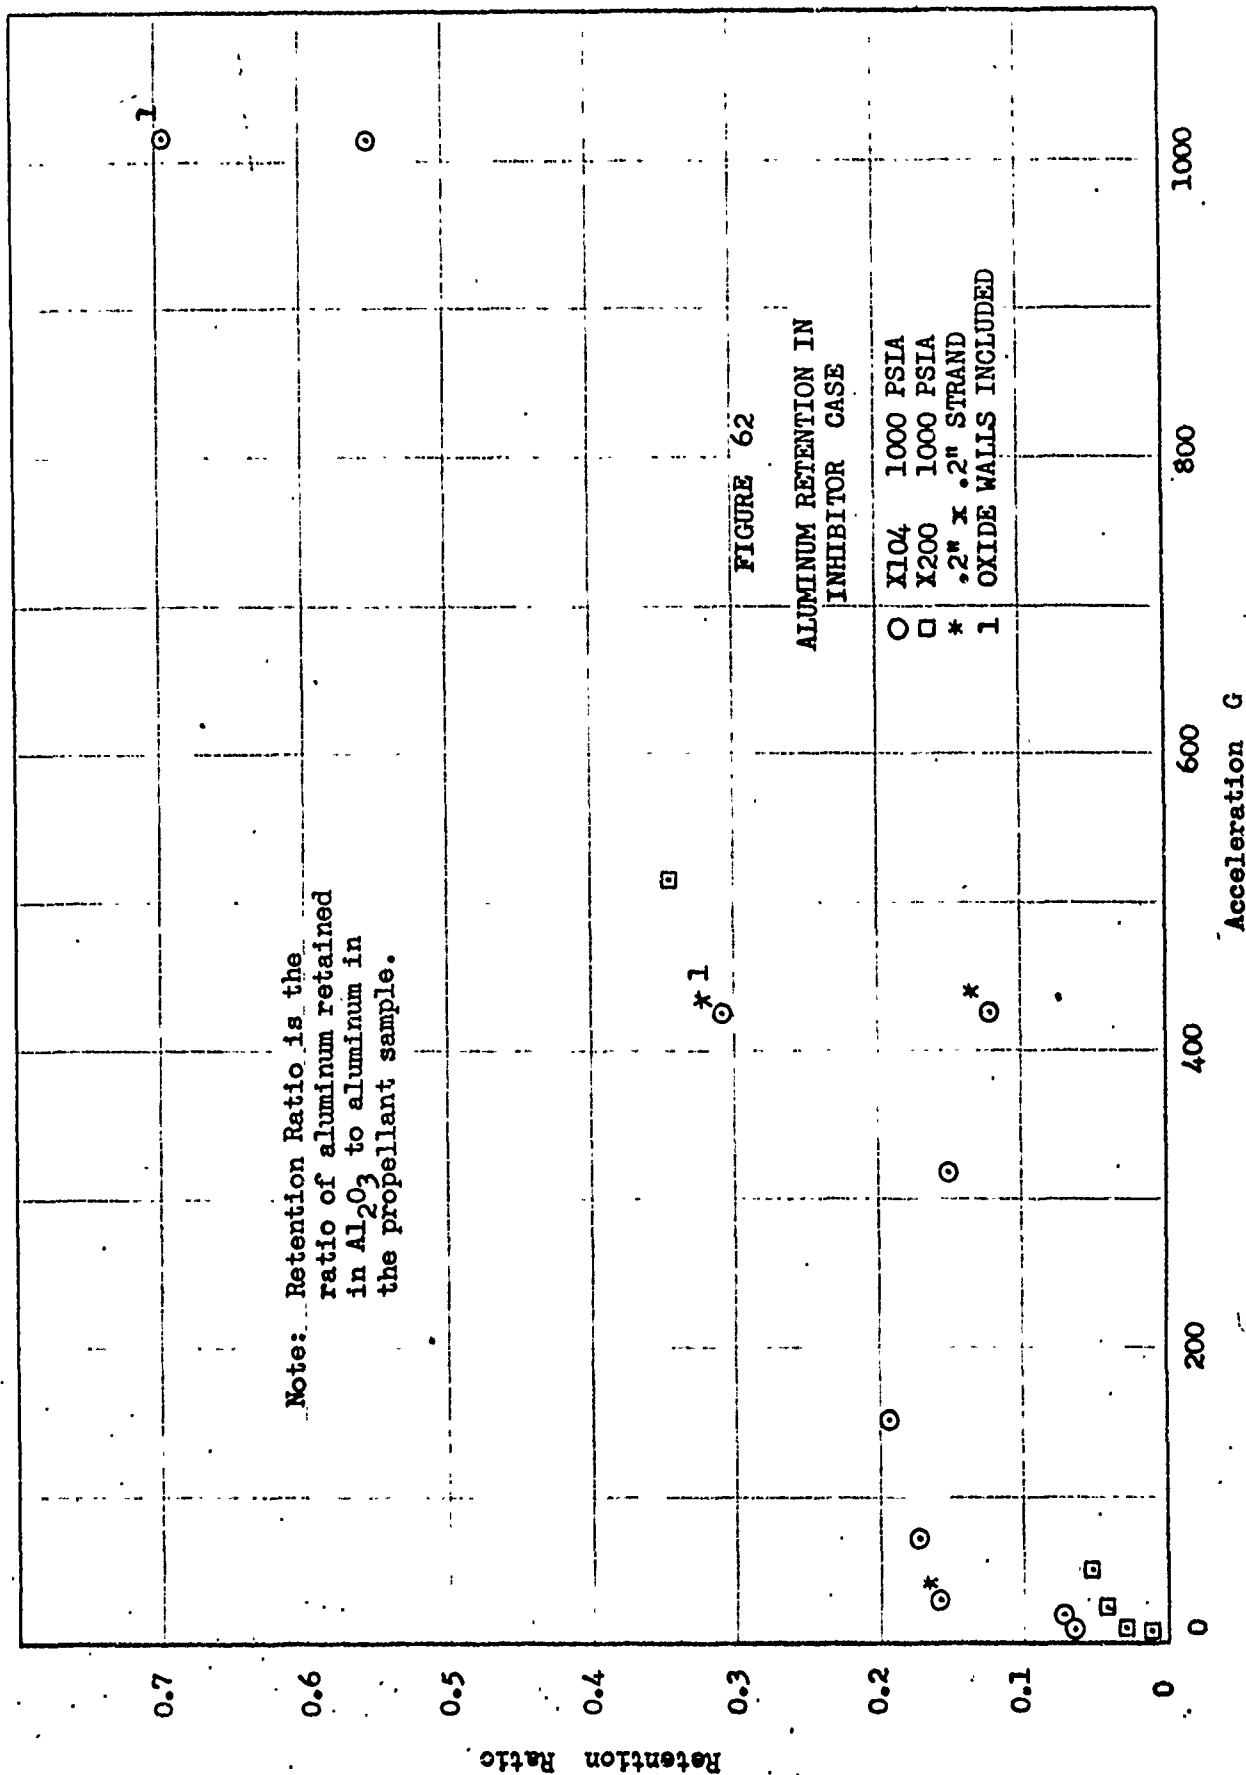 Note: Retention Ratio is the
ratio of aluminum retained
in Al₂O₃ to aluminum in
the propellant sample.
FIGURE 62
ALUMINUM RETENTION IN
INHIBITOR CASE
○ X104 1000 PSIA
□ X200 1000 PSIA
* .2" x .2" STRAND
1 OXIDE WALLS INCLUDED
1
* 1
*
*
Retention Ratio
0.7
0.6
0.5
0.4
0.3
0.2
0.1
0
0
200
400
600
800
1000
Acceleration G